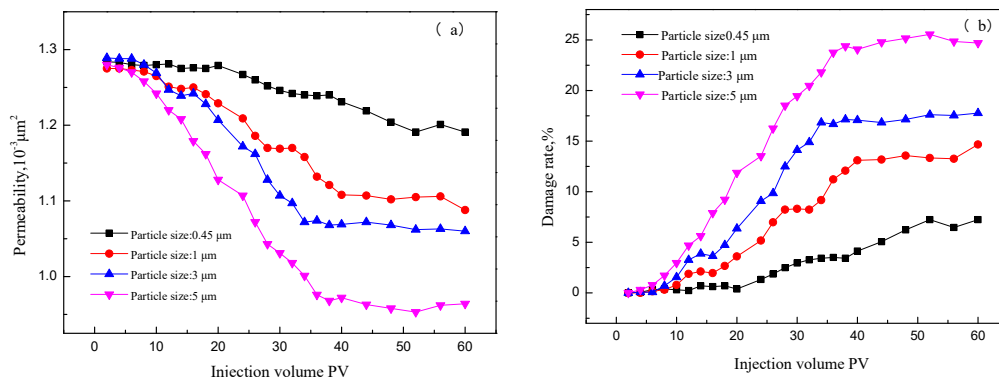 ( a)
Permeability,10⁻³μm²
1.3
1.2
1.1
1.0
Particle size:0.45 μm
Particle size:1 μm
Particle size:3 μm
Particle size:5 μm
0 10 20 30 40 50 60
Injection volume PV
( b)
Damage rate,%
25
20
15
10
5
0
Particle size0.45 μm
Particle size:1 μm
Particle size:3 μm
Particle size:5 μm
0 10 20 30 40 50 60
Injection volume PV